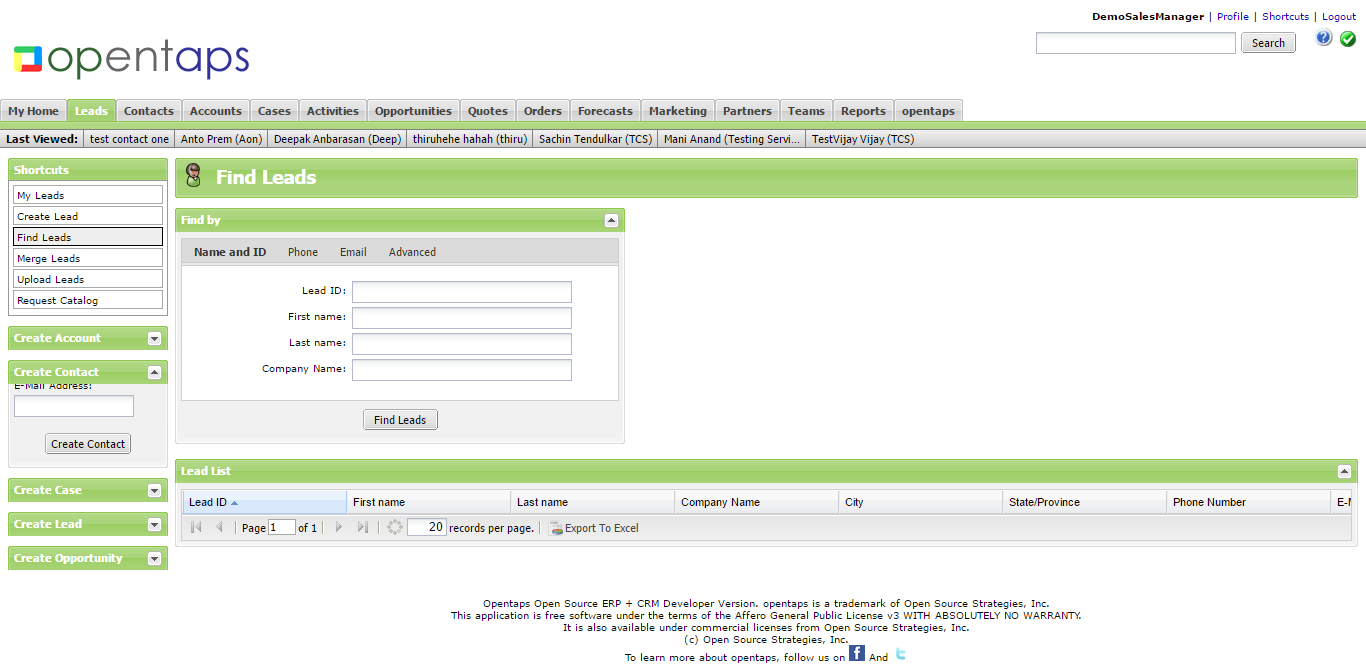 DemoSalesManager | Profile | Shortcuts | Logout
opentaps
Search
My Home Leads Contacts Accounts Cases Activities Opportunities Quotes Orders Forecasts Marketing Partners Teams Reports opentaps
Last Viewed: test contact one Anto Prem (Aon) Deepak Anbarasan (Deep) thiruhehe hahah (thiru) Sachin Tendulkar (TCS) Mani Anand (Testing Servi... TestVijay Vijay (TCS)
Shortcuts
My Leads
Create Lead
Find Leads
Merge Leads
Upload Leads
Request Catalog
Create Account
Create Contact
E-Mail Address:
Create Contact
Create Case
Create Lead
Create Opportunity
Find Leads
Find by
Name and ID Phone Email Advanced
Lead ID:
First name:
Last name:
Company Name:
Find Leads
Lead List
Lead ID First name Last name Company Name City State/Province Phone Number
Page 1 of 1 20 records per page. Export To Excel
Opentaps Open Source ERP + CRM Developer Version. opentaps is a trademark of Open Source Strategies, Inc.
This application is free software under the terms of the Affero General Public License v3 WITH ABSOLUTELY NO WARRANTY.
It is also available under commercial licenses from Open Source Strategies, Inc.
(c) Open Source Strategies, Inc.
To learn more about opentaps, follow us on f And t